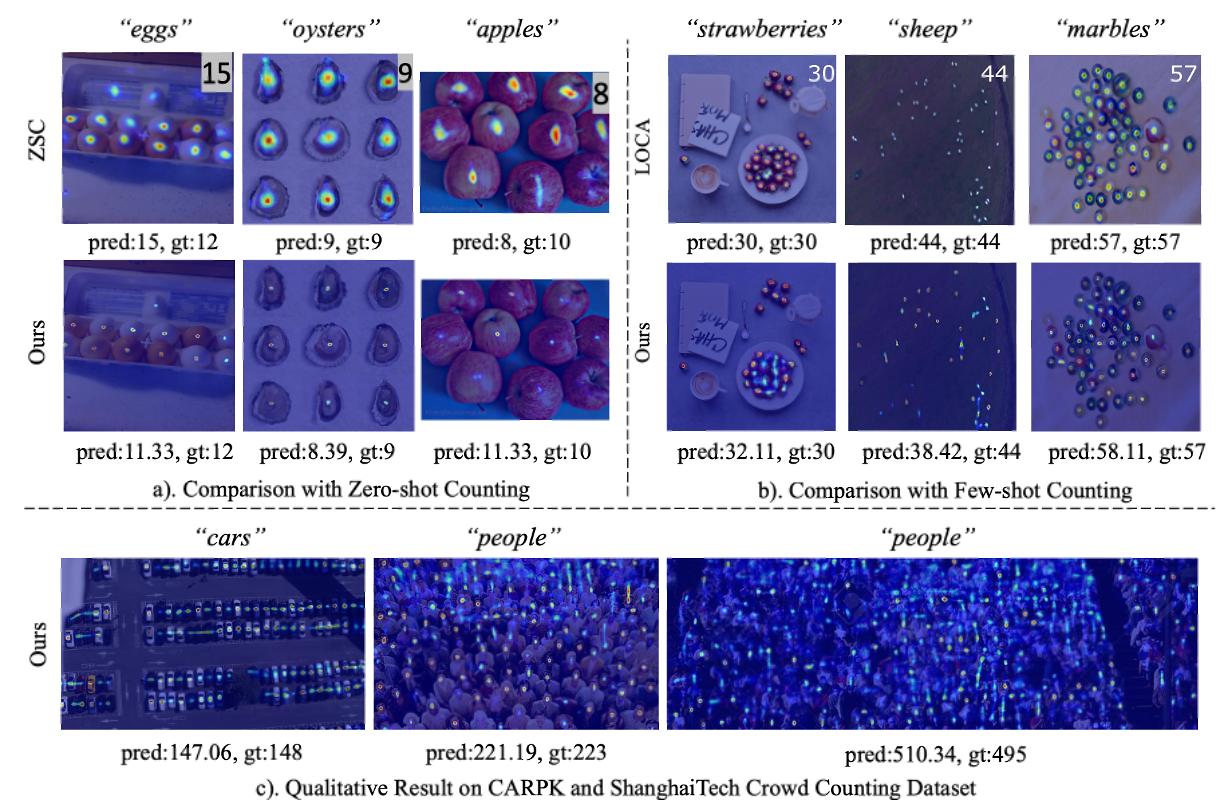 “eggs” “oysters” “apples” “strawberries” “sheep” “marbles”
ZSC
15
9
8
LOCA
30
44
57
pred:15, gt:12 pred:9, gt:9 pred:8, gt:10 pred:30, gt:30 pred:44, gt:44 pred:57, gt:57
Ours
Ours
pred:11.33, gt:12 pred:8.39, gt:9 pred:11.33, gt:10 pred:32.11, gt:30 pred:38.42, gt:44 pred:58.11, gt:57
a). Comparison with Zero-shot Counting b). Comparison with Few-shot Counting
“cars” “people” “people”
Ours
pred:147.06, gt:148 pred:221.19, gt:223 pred:510.34, gt:495
c). Qualitative Result on CARPK and ShanghaiTech Crowd Counting Dataset